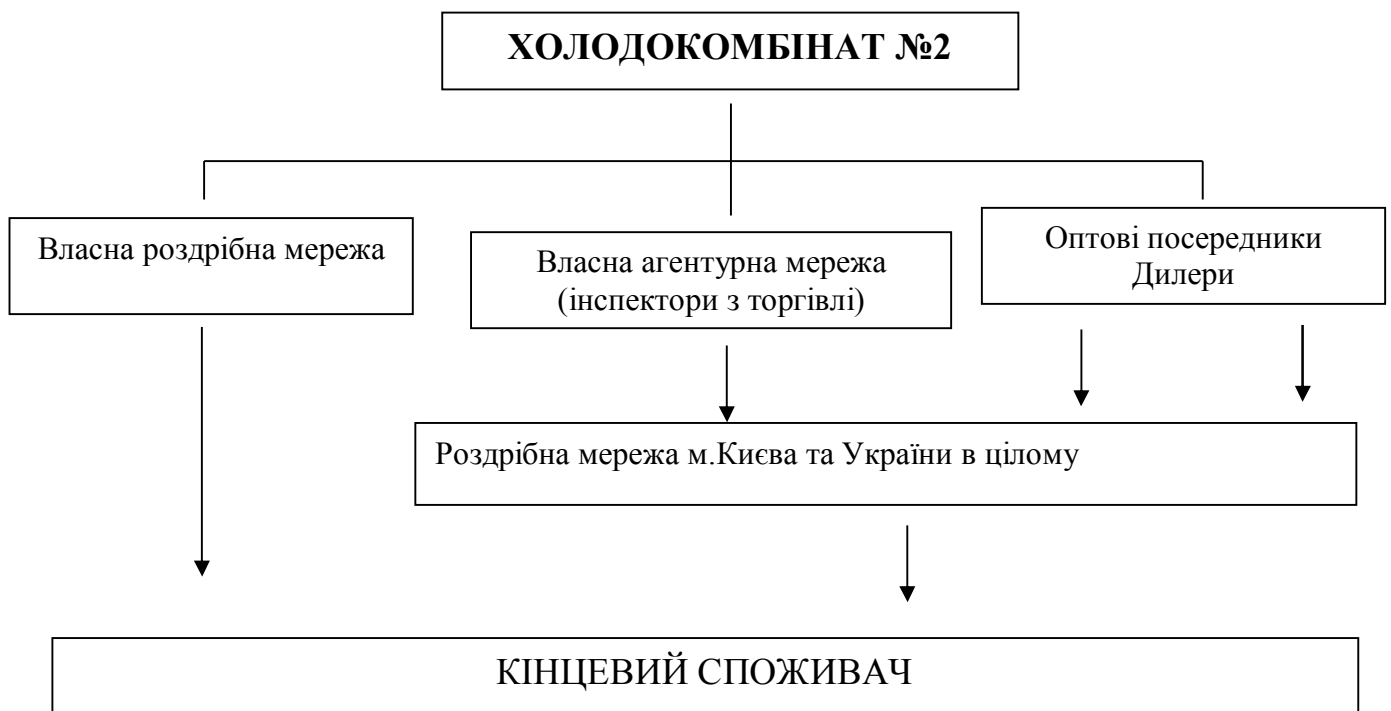 ХОЛОДОКОМБІНАТ №2
Власна роздрібна мережа
Власна агентурна мережа
(інспектори з торгівлі)
Оптові посередники
Дилери
Роздрібна мережа м.Києва та України в цілому
КІНЦЕВИЙ СПОЖИВАЧ